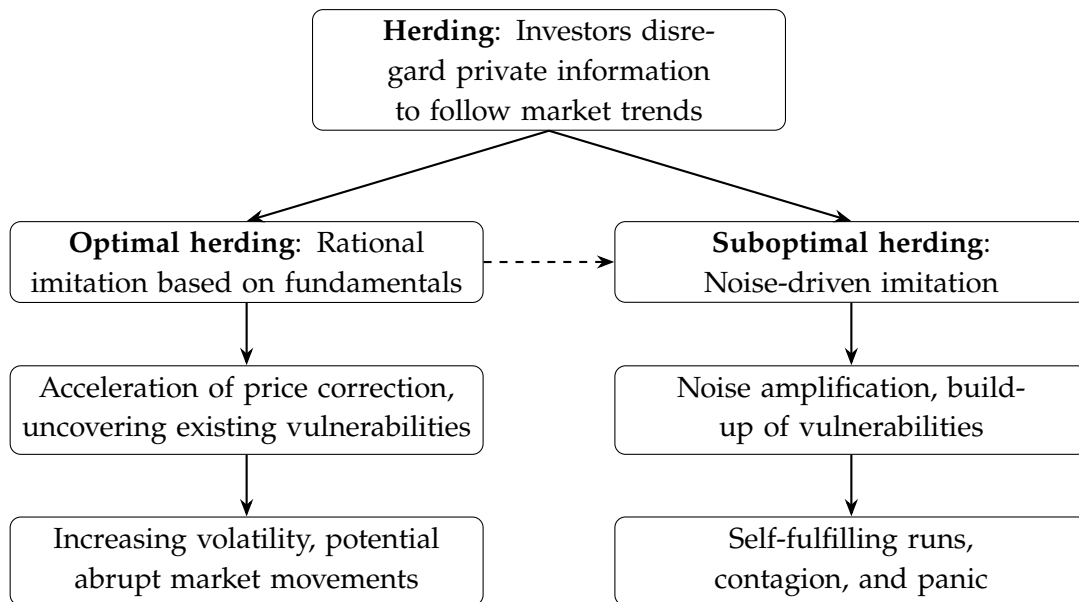 Herding: Investors disre-
gard private information
to follow market trends
Optimal herding: Rational
imitation based on fundamentals
Suboptimal herding:
Noise-driven imitation
Acceleration of price correction,
uncovering existing vulnerabilities
Noise amplification, build-
up of vulnerabilities
Increasing volatility, potential
abrupt market movements
Self-fulfilling runs,
contagion, and panic